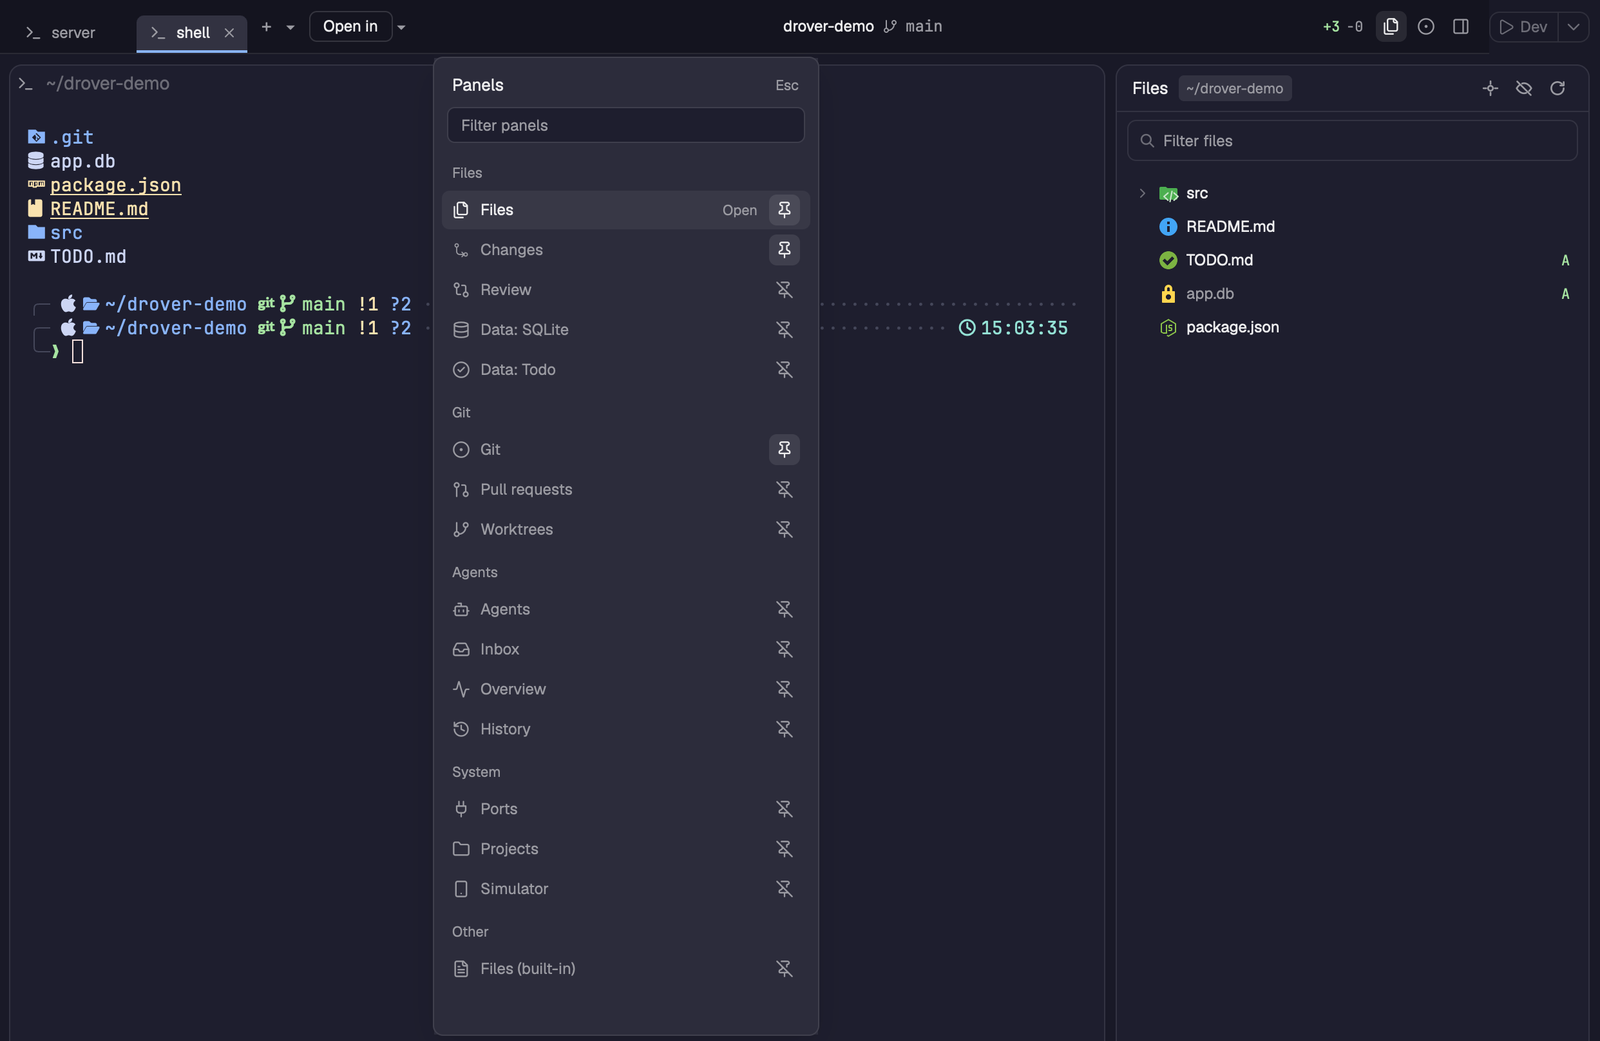 server
shell
Open in
drover-demo main
+3 -0
Dev
~/drover-demo
.git
app.db
package.json
README.md
src
TODO.md
~/drover-demo git main !1 ?2
~/drover-demo git main !1 ?2
15:03:35
Panels
Esc
Filter panels
Files
Files Open
Changes
Review
Data: SQLite
Data: Todo
Git
Git
Pull requests
Worktrees
Agents
Agents
Inbox
Overview
History
System
Ports
Projects
Simulator
Other
Files (built-in)
Files ~/drover-demo
Filter files
src
README.md
TODO.md A
app.db A
package.json